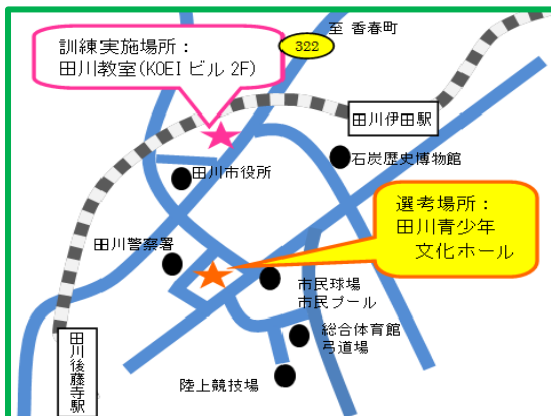 至 香春町
322
訓練実施場所：
田川教室(KOEIビル 2F)
田川伊田駅
石炭歴史博物館
田川市役所
選考場所：
田川青少年
文化ホール
田川警察署
市民球場
市民プール
総合体育館
弓道場
田川後藤寺駅
陸上競技場